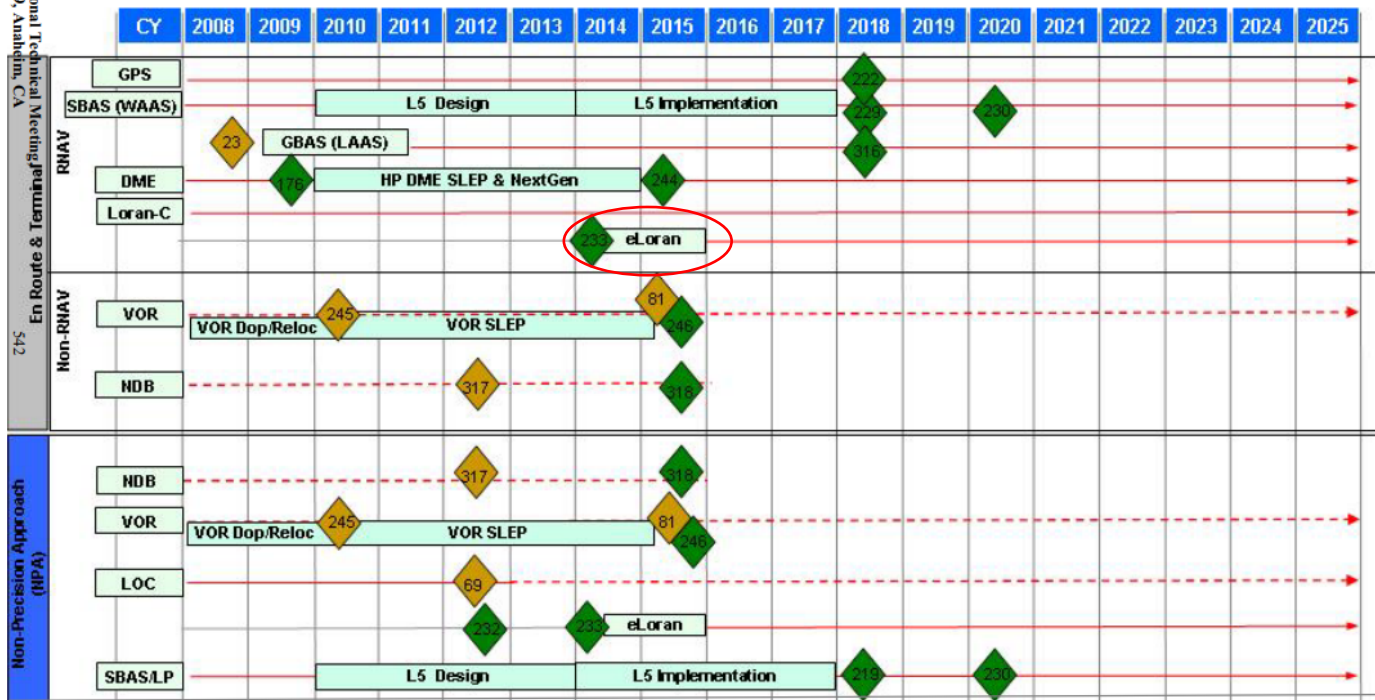 CY 2008 2009 2010 2011 2012 2013 2014 2015 2016 2017 2018 2019 2020 2021 2022 2023 2024 2025
onal Technical Meeting
, Anaheim, CA
542
En Route & Terminal
RNAV
GPS 222
SBAS (WAAS) L5 Design L5 Implementation 229 230
23 GBAS (LAAS) 316
DME 176 HP DME SLEP & NextGen 244
Loran-C
233 eLoran
Non-RNAV
81
VOR 245 246
VOR Dop/Reloc VOR SLEP
NDB 317 318
Non-Precision Approach
(NPA)
NDB 317 318
VOR 245 81
VOR Dop/Reloc VOR SLEP 246
LOC 69
232 233 eLoran
SBAS/LP L5 Design L5 Implementation 219 230